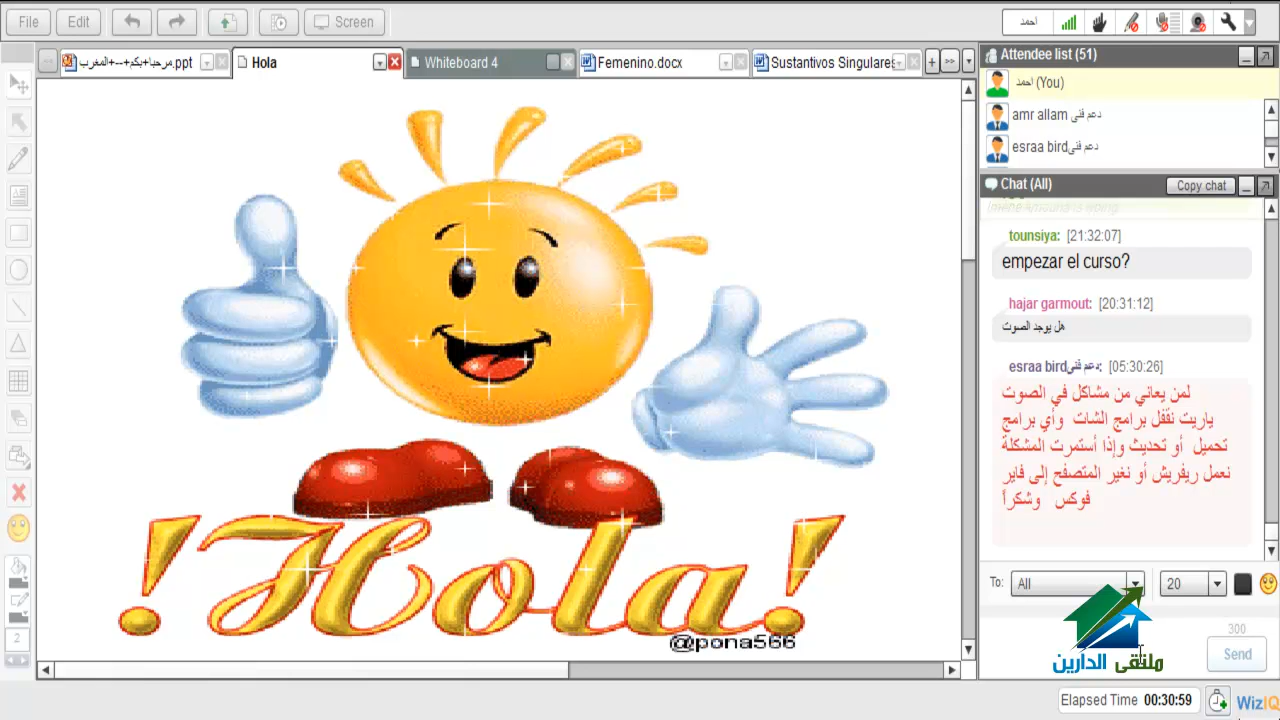 File
Edit
Screen
احمد
مرحبا+بكم+--+المغرب.ppt
Hola
Whiteboard 4
Femenino.docx
Sustantivos Singulares
Attendee list (51)
احمد (You)
amr allam دعم فنى
esraa bird دعم فنى
Chat (All)
Copy chat
tounsiya: [21:32:07]
empezar el curso?
hajar garmout: [20:31:12]
هل يوجد الصوت
esraa bird دعم فنى: [05:30:26]
لمن يعاني من مشاكل في الصوت
ياريت نقفل برامج الشات وأي برامج
تحميل أو تحديث وإذا أستمرت المشكلة
نعمل ريفريش أو نغير المتصفح إلى فاير
فوكس وشكراً
!Hola!
@pona566
To:
All
20
2
300
Send
ملتقى الدارين
Elapsed Time 00:30:59
WizIQ